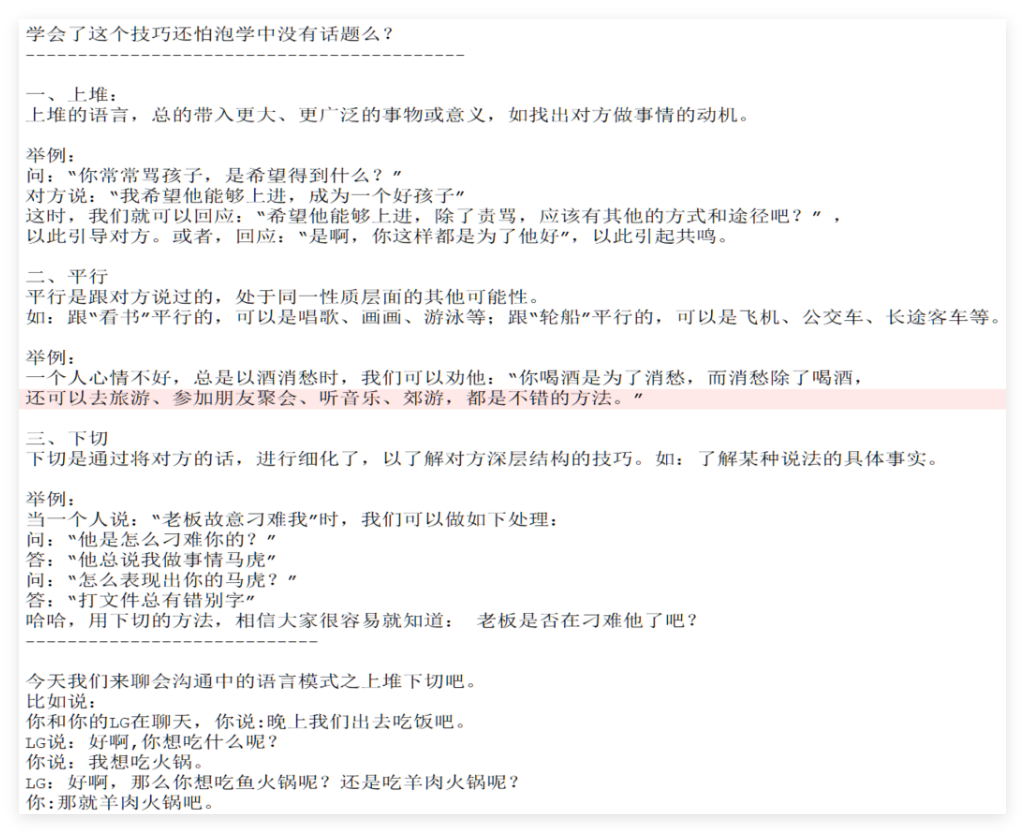 学会了这个技巧还怕泡学中没有话题么？
-------------------------------------------
一、上堆：
上堆的语言，总的带入更大、更广泛的事物或意义，如找出对方做事情的动机。
举例：
问：“你常常骂孩子，是希望得到什么？”
对方说：“我希望他能够上进，成为一个好孩子”
这时，我们就可以回应：“希望他能够上进，除了责骂，应该有其他的方式和途径吧？” ，
以此引导对方。或者，回应：“是啊，你这样都是为了他好”，以此引起共鸣。
二、平行
平行是跟对方说过的，处于同一性质层面的其他可能性。
如：跟“看书”平行的，可以是唱歌、画画、游泳等；跟“轮船”平行的，可以是飞机、公交车、长途客车等。
举例：
一个人心情不好，总是以酒消愁时，我们可以劝他：“你喝酒是为了消愁，而消愁除了喝酒，
还可以去旅游、参加朋友聚会、听音乐、郊游，都是不错的方法。”
三、下切
下切是通过将对方的话，进行细化了，以了解对方深层结构的技巧。如：了解某种说法的具体事实。
举例：
当一个人说：“老板故意刁难我”时，我们可以做如下处理：
问：“他是怎么刁难你的？”
答：“他总说我做事情马虎”
问：“怎么表现出你的马虎？”
答：“打文件总有错别字”
哈哈，用下切的方法，相信大家很容易就知道： 老板是否在刁难他了吧？
-----------------------------
今天我们来聊会沟通中的语言模式之上堆下切吧。
比如说：
你和你的LG在聊天，你说:晚上我们出去吃饭吧。
LG说：好啊,你想吃什么呢？
你说：我想吃火锅。
LG：好啊，那么你想吃鱼火锅呢？还是吃羊肉火锅呢？
你:那就羊肉火锅吧。